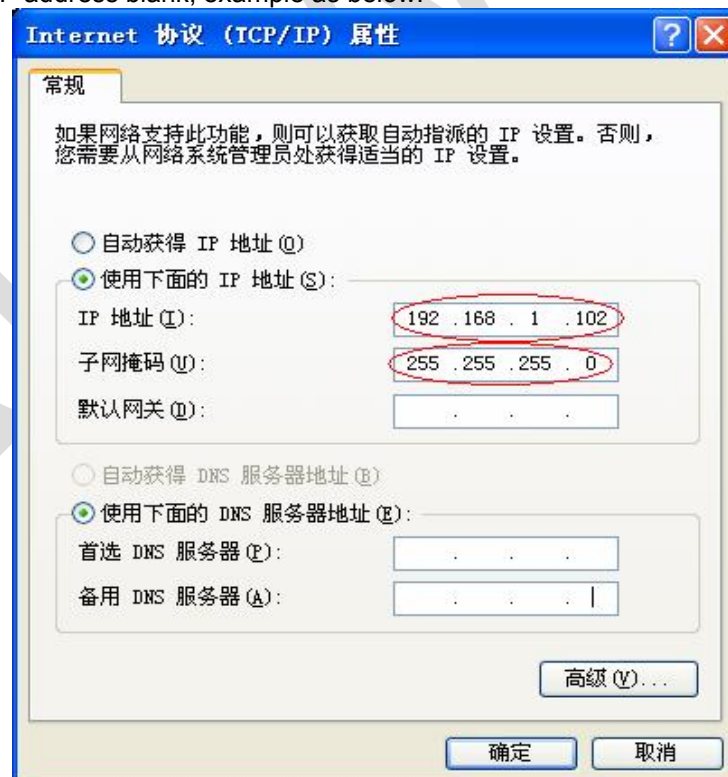 address blank, example as below:
Internet 协议 (TCP/IP) 属性
常规
如果网络支持此功能，则可以获取自动指派的 IP 设置。否则，
您需要从网络系统管理员处获得适当的 IP 设置。
自动获得 IP 地址(O)
使用下面的 IP 地址(S):
IP 地址(I): 192 .168 . 1 .102
子网掩码(U): 255 .255 .255 . 0
默认网关(D): . . .
自动获得 DNS 服务器地址(B)
使用下面的 DNS 服务器地址(E):
首选 DNS 服务器(P): . . .
备用 DNS 服务器(A): . . .
高级(V)...
确定 取消